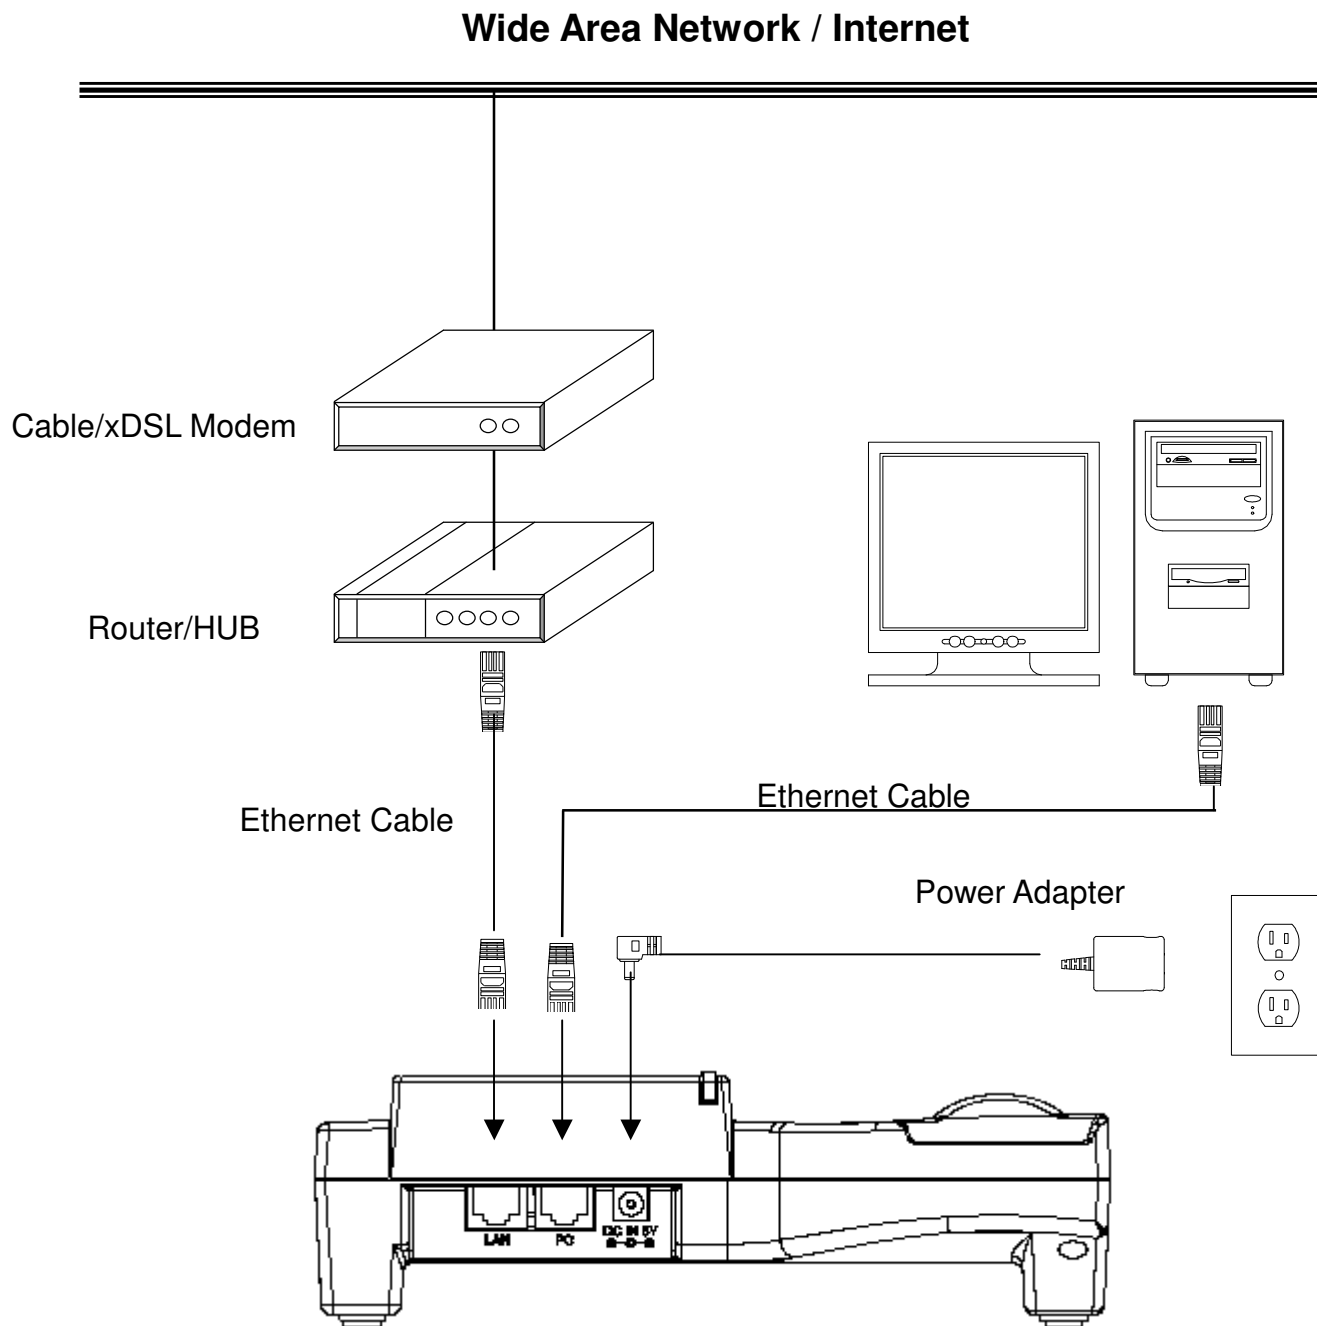 Wide Area Network / Internet
Cable/xDSL Modem
Router/HUB
Ethernet Cable
Ethernet Cable
Power Adapter
LAN
PC
DC IN 5V